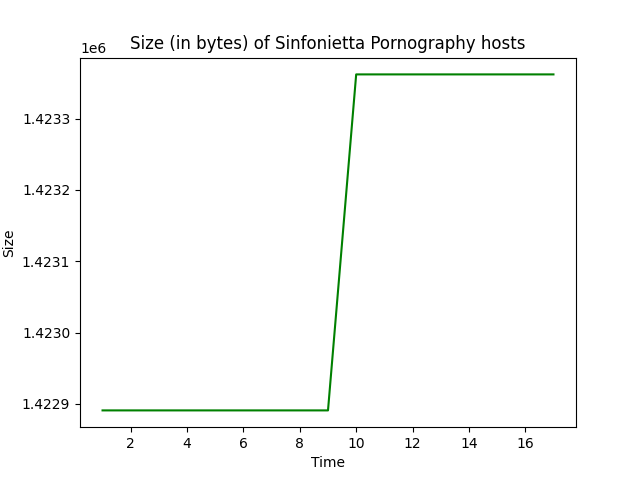 Size (in bytes) of Sinfonietta Pornography hosts
1e6
1.4233
1.4232
1.4231
1.4230
1.4229
Size
2 4 6 8 10 12 14 16
Time